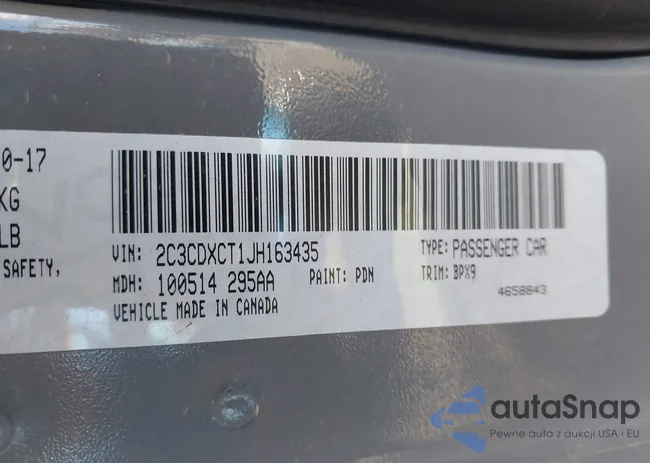 0-17
KG
LB
SAFETY,
VIN: 2C3CDXCT1JH163435
TYPE: PASSENGER CAR
MDH: 100514 295AA
PAINT: PDN
TRIM: BPX9
VEHICLE MADE IN CANADA
4658843
autaSnap
Pewne auta z aukcji USA i EU